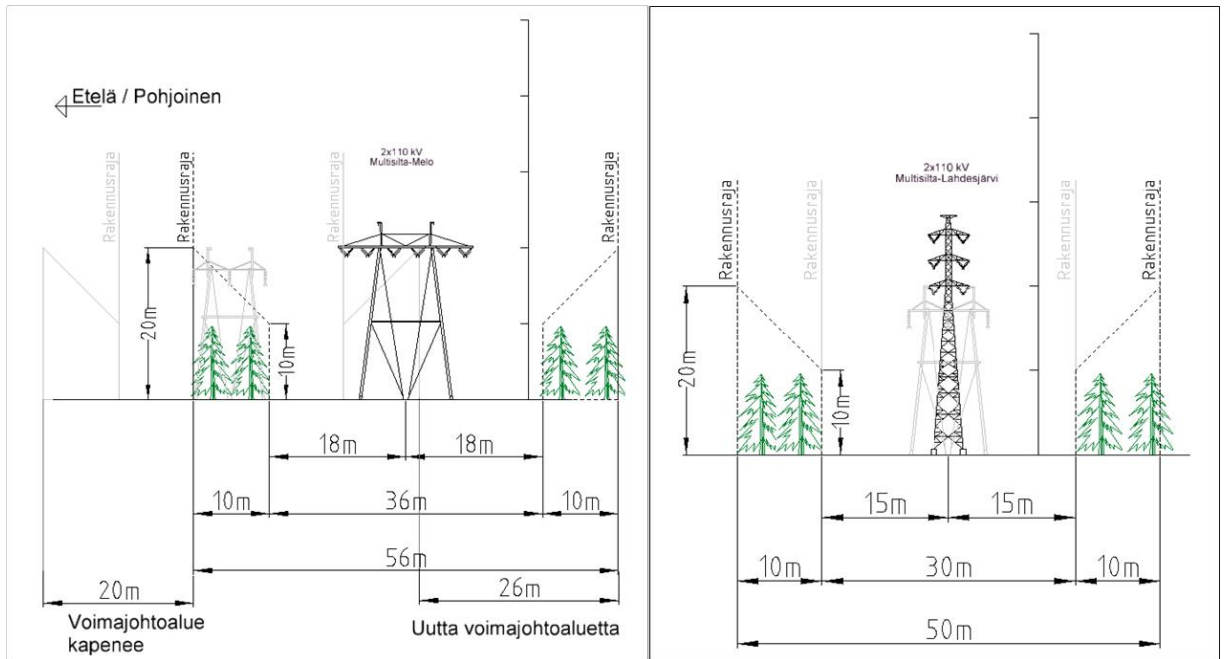 Etelä / Pohjoinen
2x110 kV
Multisilta-Melo
Rakennusraja
Rakennusraja
Rakennusraja
Rakennusraja
20m
10m
18m
18m
10m
36m
10m
56m
20m
26m
Voimajohtoalue
kapenee
Uutta voimajohtoaluetta
2x110 kV
Multisilta-Lahdesjärvi
Rakennusraja
Rakennusraja
Rakennusraja
Rakennusraja
20m
10m
15m
15m
10m
30m
10m
50m